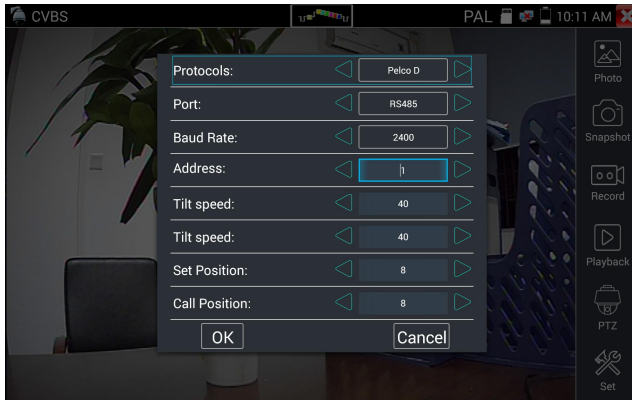 CVBS
PAL 10:11 AM
Protocols: Pelco D
Port: RS485
Baud Rate: 2400
Address: 1
Tilt speed: 40
Tilt speed: 40
Set Position: 8
Call Position: 8
OK Cancel
Photo
Snapshot
Record
Playback
PTZ
Set